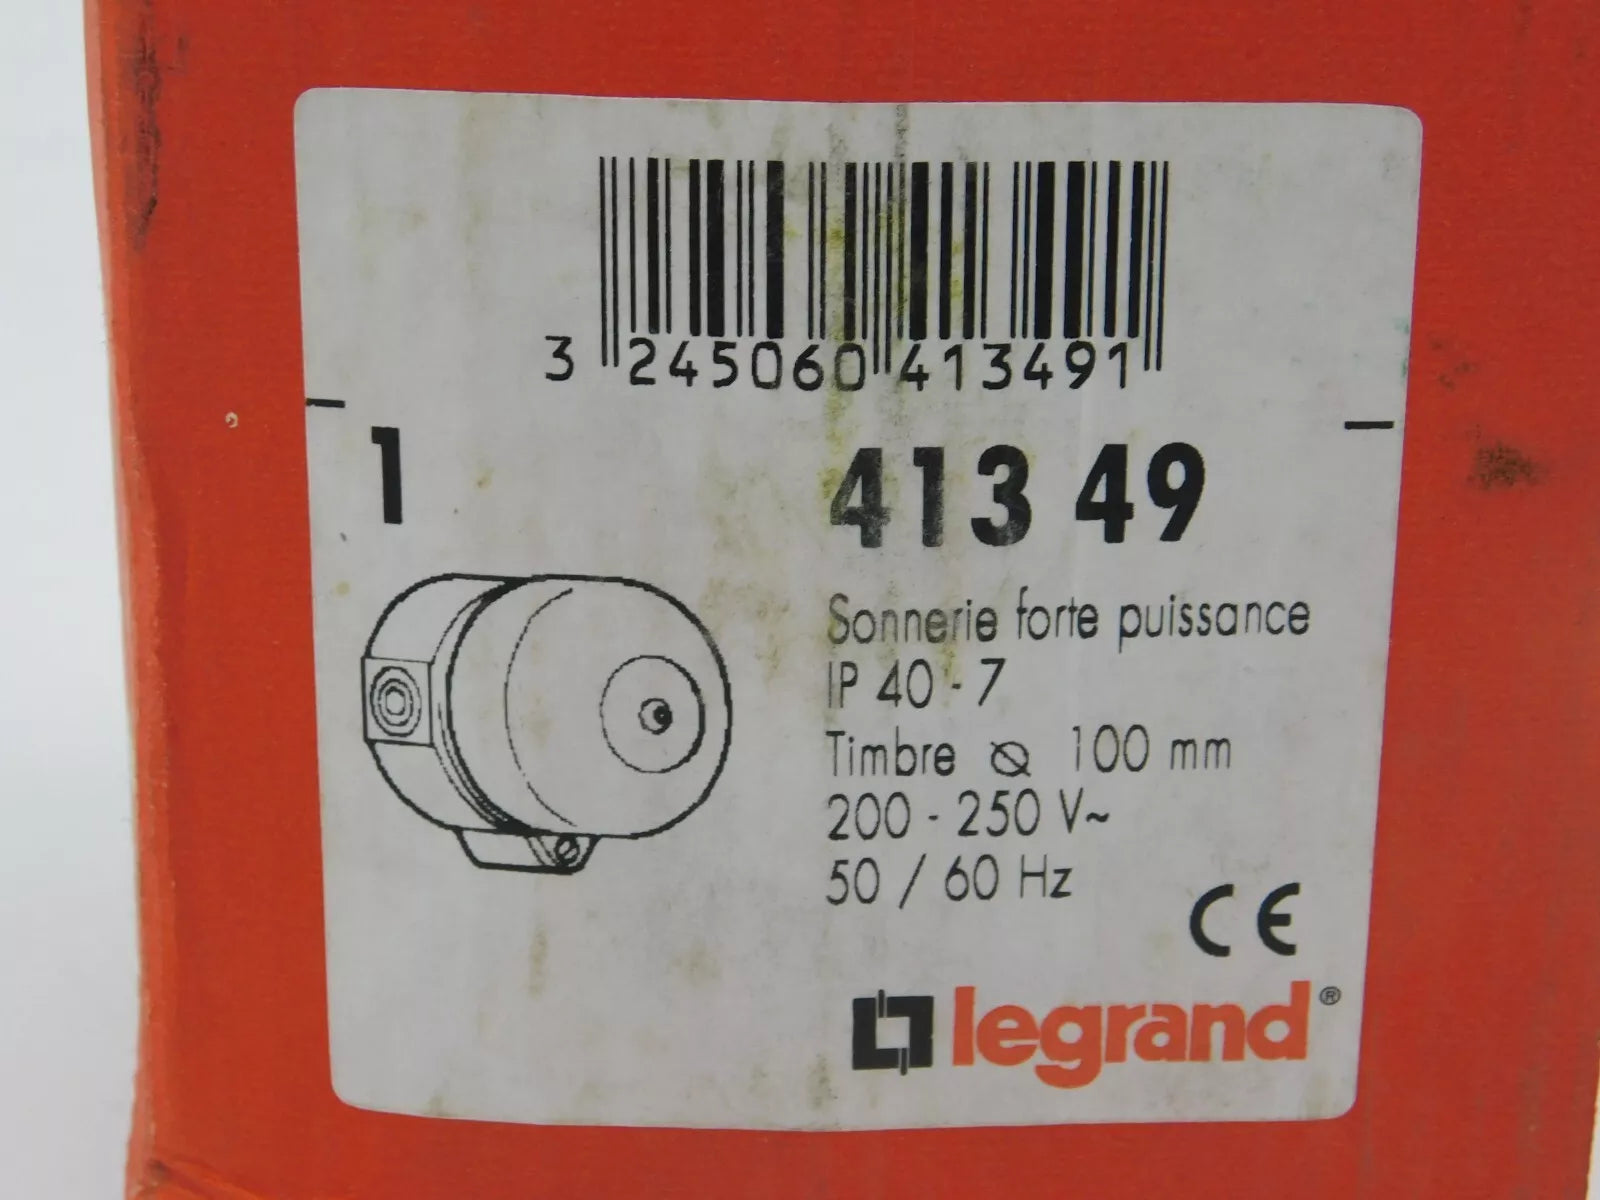 3 245060 413491
1 413 49
Sonnerie forte puissance
IP 40 - 7
Timbre ⌀ 100 mm
200 - 250 V~
50 / 60 Hz
CE
legrand®